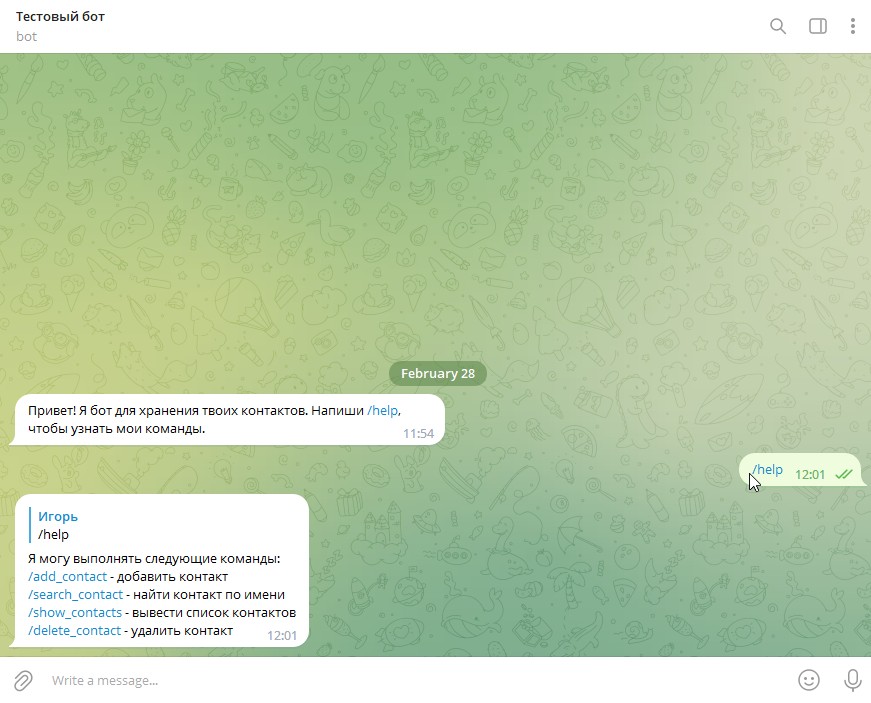 Тестовый бот
bot
February 28
Привет! Я бот для хранения твоих контактов. Напиши /help,
чтобы узнать мои команды.
11:54
/help 12:01
Игорь
/help
Я могу выполнять следующие команды:
/add_contact - добавить контакт
/search_contact - найти контакт по имени
/show_contacts - вывести список контактов
/delete_contact - удалить контакт
12:01
Write a message...